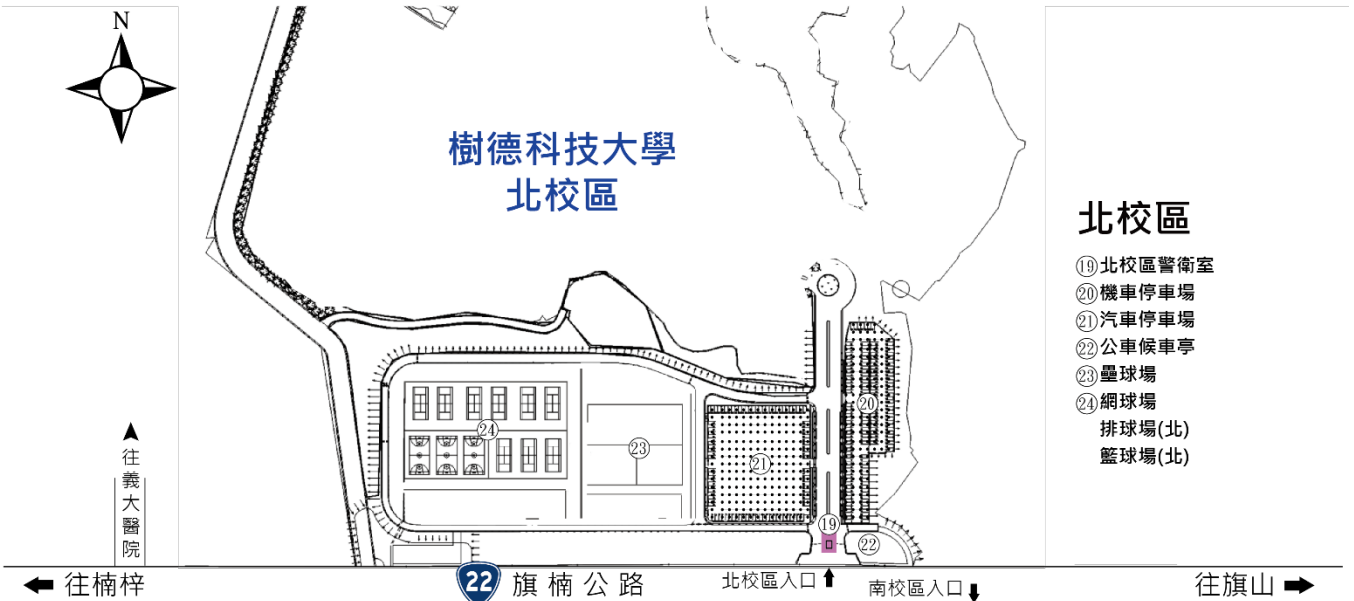 N
樹德科技大學
北校區
北校區
⑲北校區警衛室
⑳機車停車場
㉑汽車停車場
㉒公車候車亭
㉓壘球場
㉔網球場
排球場(北)
籃球場(北)
⑳
㉔
㉓
㉑
⑲
㉒
往義大醫院
往楠梓
22
旗楠公路
北校區入口
南校區入口
往旗山